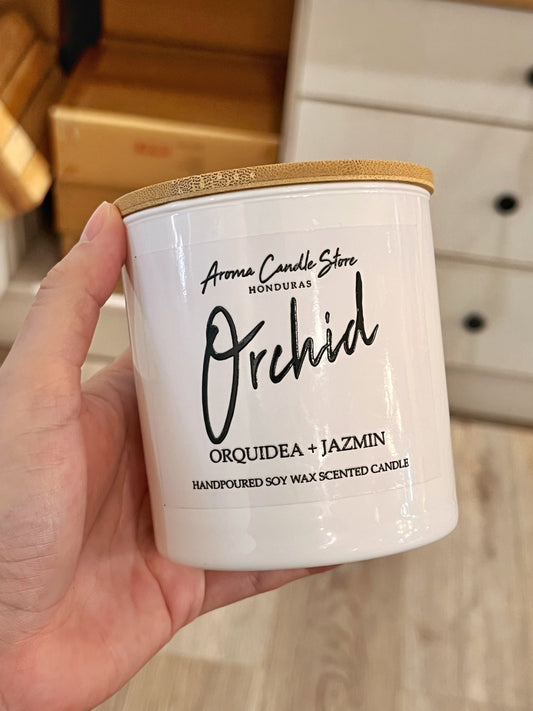 Aroma Candle Store
HONDURAS
Orchid
ORQUIDEA + JAZMIN
HANDPOURED SOY WAX SCENTED CANDLE